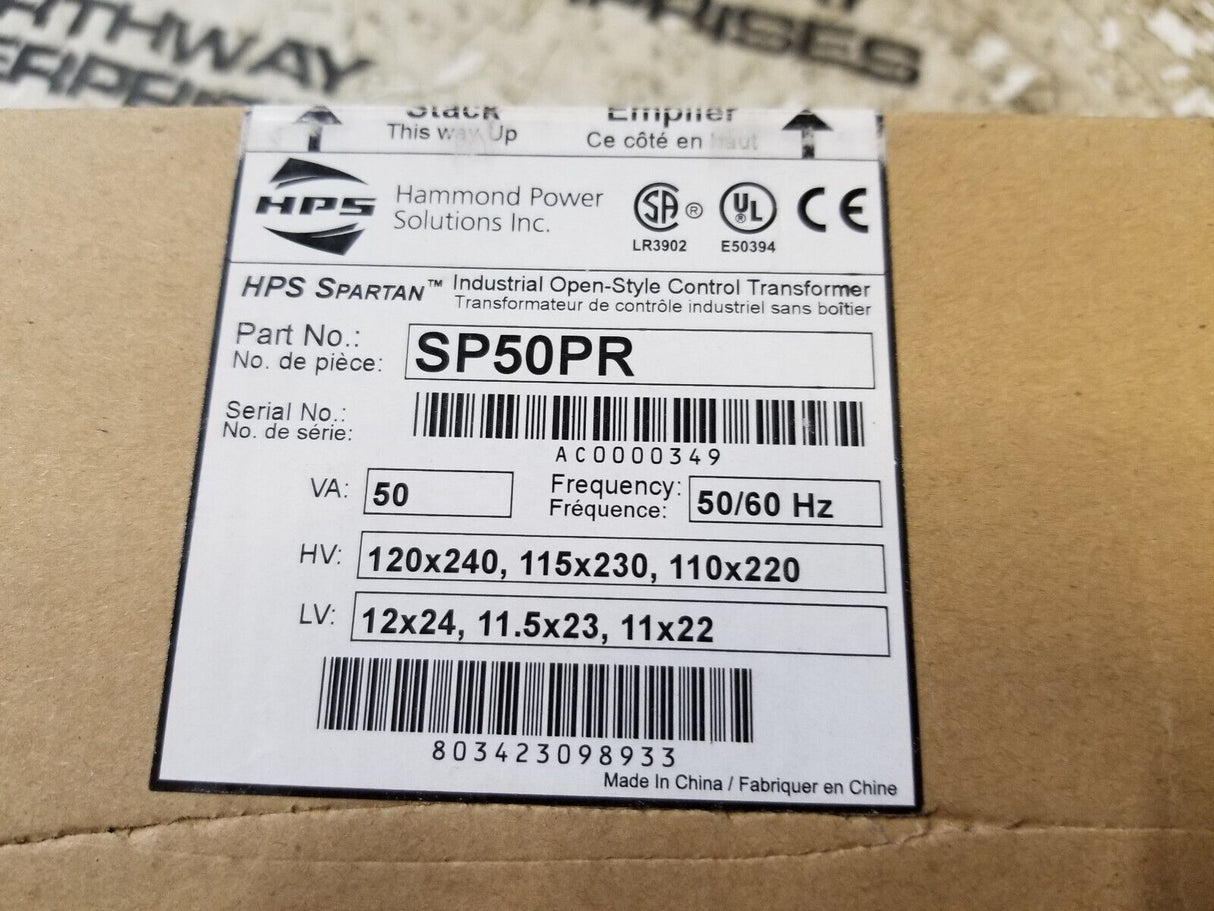 Stack
Empiler
This way Up
Ce côté en haut
HPS
Hammond Power
Solutions Inc.
SA ®
LR3902
UL ®
E50394
CE
HPS SPARTAN™ Industrial Open-Style Control Transformer
Transformateur de contrôle industriel sans boîtier
Part No.:
No. de pièce:
SP50PR
Serial No.:
No. de série:
AC0000349
VA: 50
Frequency:
Fréquence:
50/60 Hz
HV: 120x240, 115x230, 110x220
LV: 12x24, 11.5x23, 11x22
803423098933
Made In China / Fabriquer en Chine